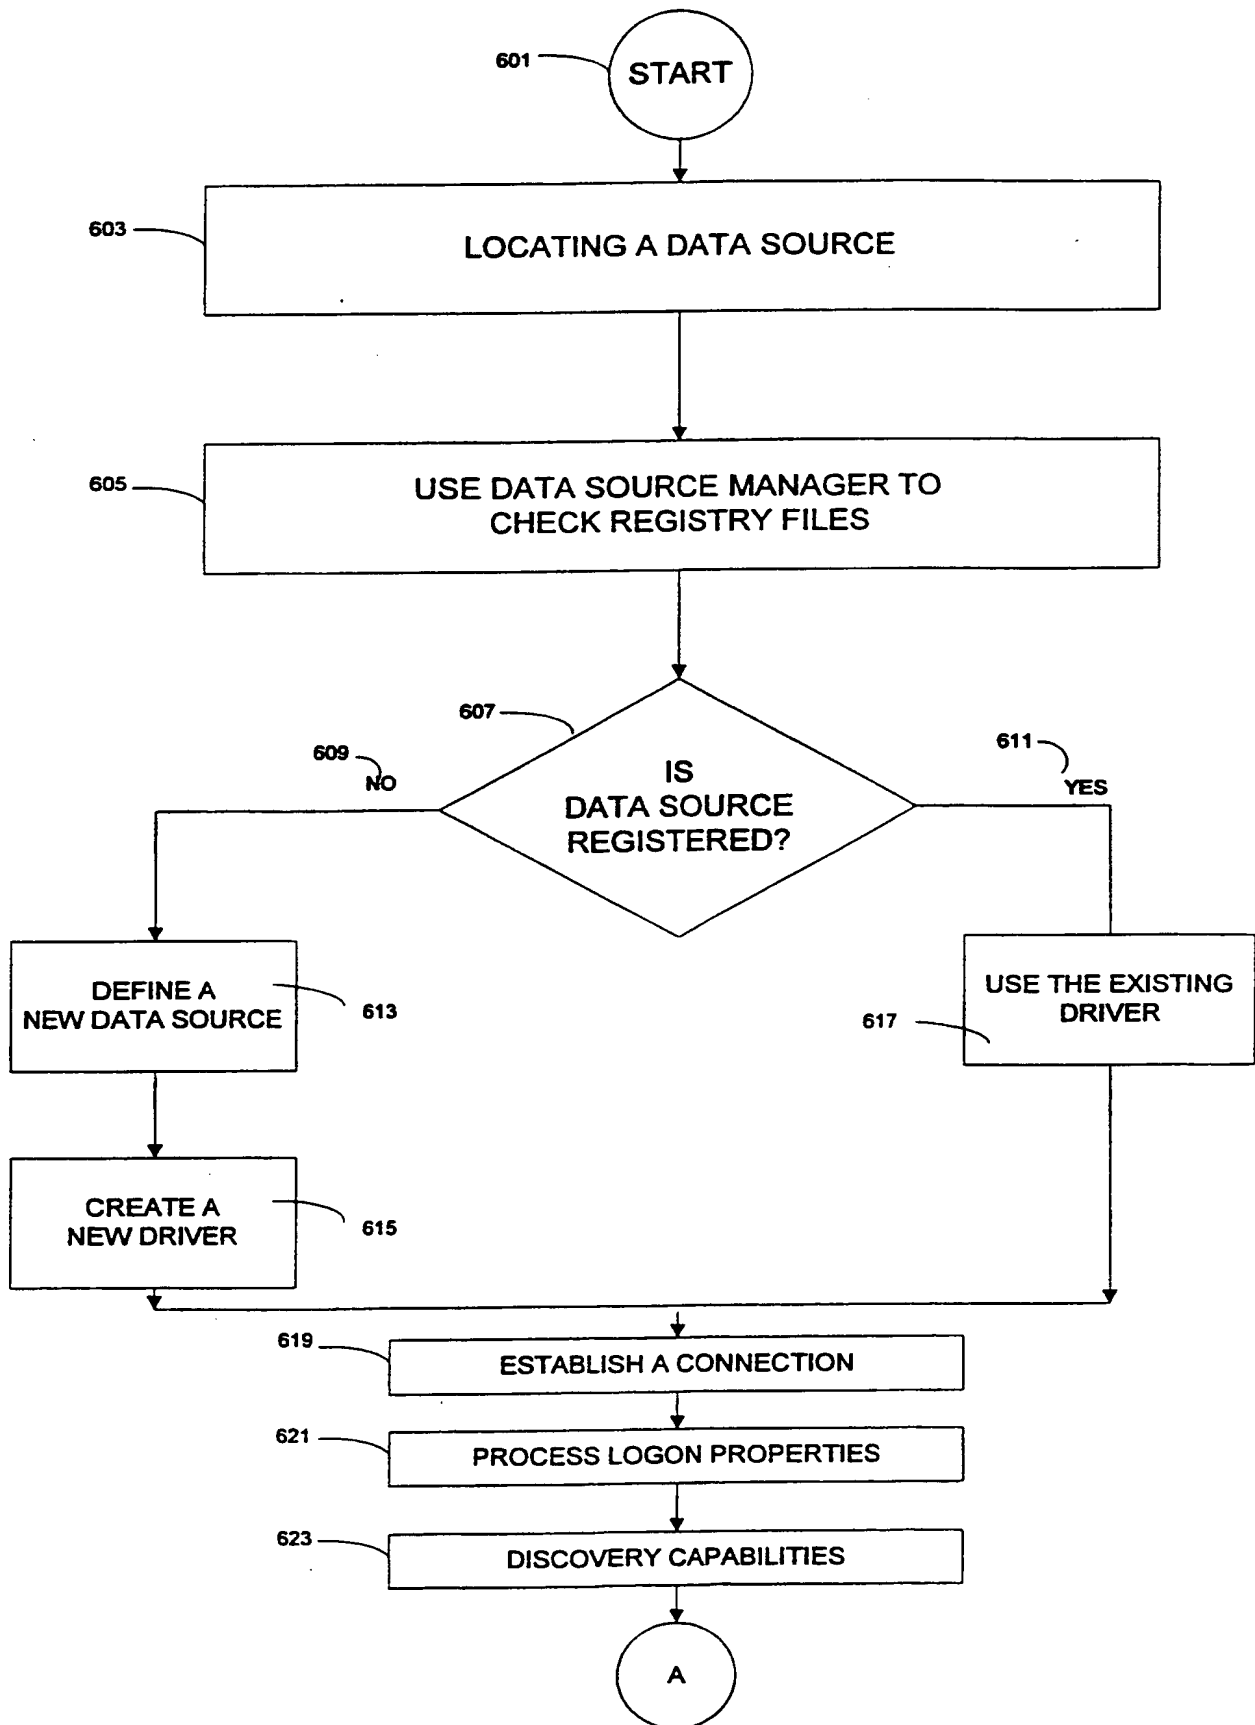 601
START
603
LOCATING A DATA SOURCE
605
USE DATA SOURCE MANAGER TO
CHECK REGISTRY FILES
607
609
NO
611
YES
IS
DATA SOURCE
REGISTERED?
DEFINE A
NEW DATA SOURCE
613
USE THE EXISTING
DRIVER
617
CREATE A
NEW DRIVER
615
619
ESTABLISH A CONNECTION
621
PROCESS LOGON PROPERTIES
623
DISCOVERY CAPABILITIES
A